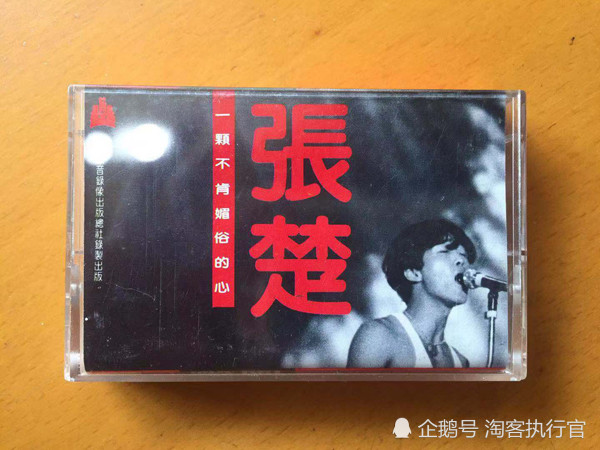 張楚
一顆不肯媚俗的心
音錄像出版總社錄製出版
企鹅号 淘客执行官